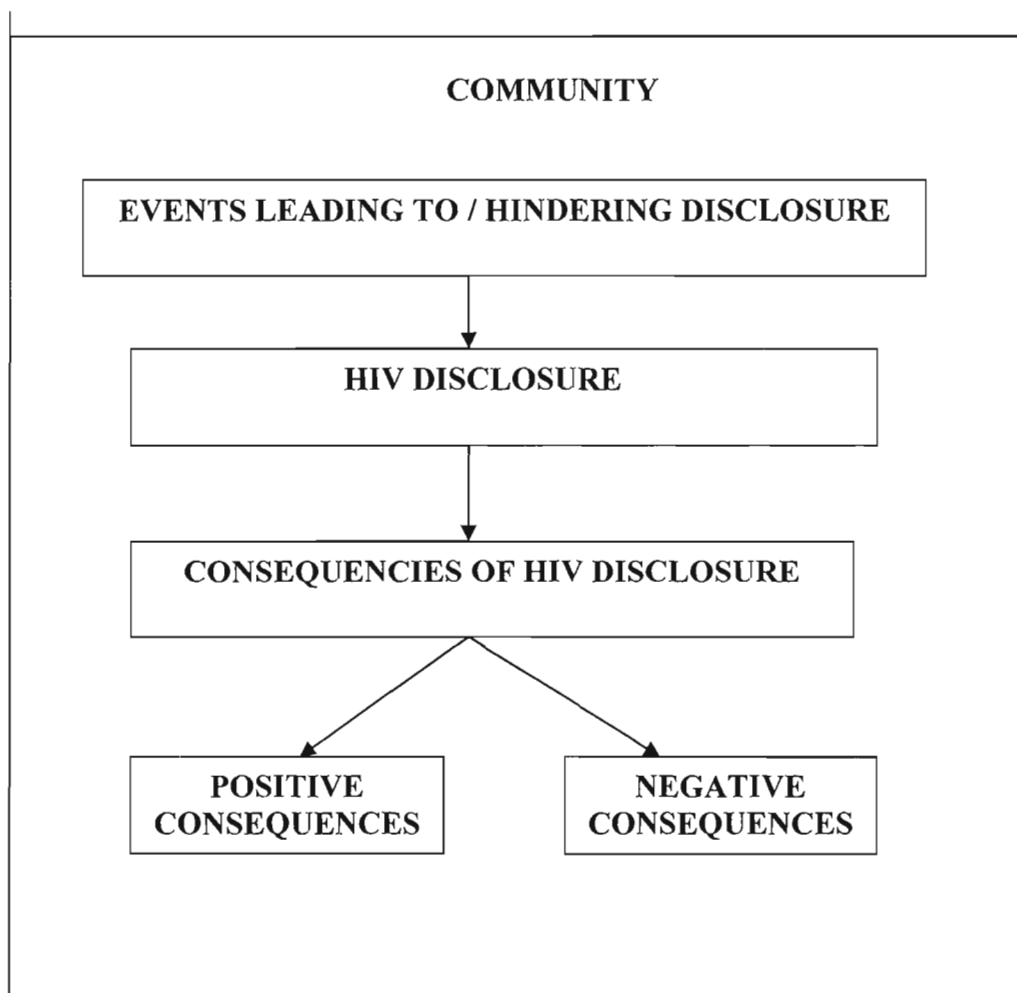 COMMUNITY
EVENTS LEADING TO / HINDERING DISCLOSURE
HIV DISCLOSURE
CONSEQUENCIES OF HIV DISCLOSURE
POSITIVE
CONSEQUENCES
NEGATIVE
CONSEQUENCES